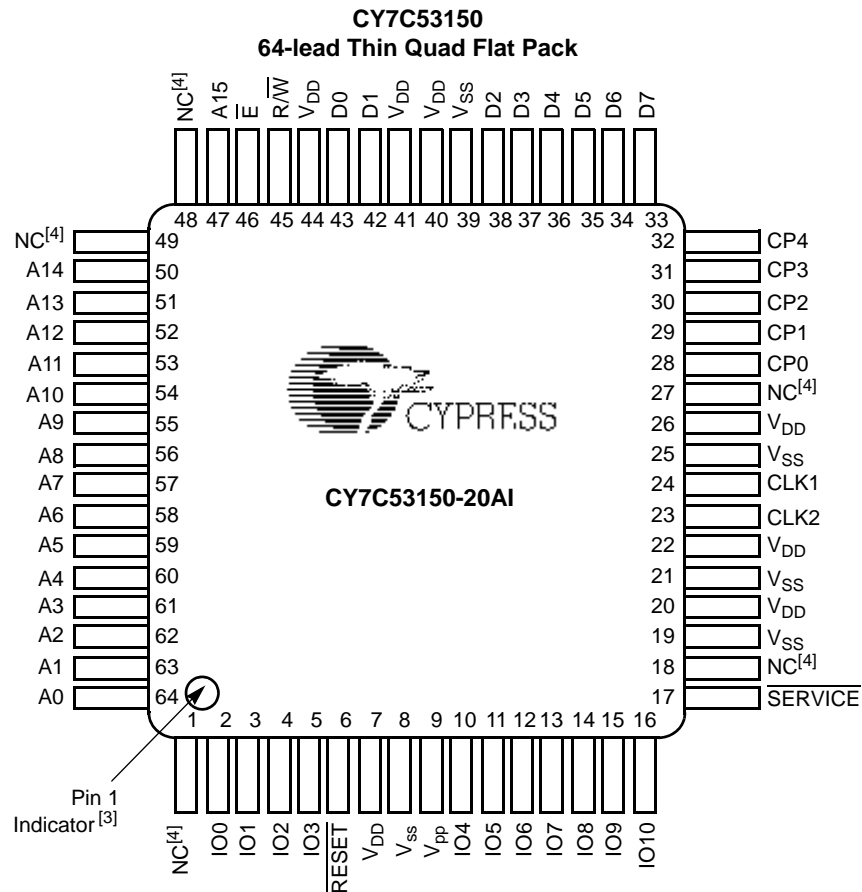 CY7C53150
64-lead Thin Quad Flat Pack
NC[4]
A15
E
R/W
VDD
D0
D1
VDD
VDD
VSS
D2
D3
D4
D5
D6
D7
48 47 46 45 44 43 42 41 40 39 38 37 36 35 34 33
NC[4] 49
A14 50
A13 51
A12 52
A11 53
A10 54
A9 55
A8 56
A7 57
A6 58
A5 59
A4 60
A3 61
A2 62
A1 63
A0 64
CYPRESS
CY7C53150-20AI
32 CP4
31 CP3
30 CP2
29 CP1
28 CP0
27 NC[4]
26 VDD
25 VSS
24 CLK1
23 CLK2
22 VDD
21 VSS
20 VDD
19 VSS
18 NC[4]
17 SERVICE
1 2 3 4 5 6 7 8 9 10 11 12 13 14 15 16
Pin 1
Indicator[3]
NC[4]
IO0
IO1
IO2
IO3
RESET
VDD
Vss
Vpp
IO4
IO5
IO6
IO7
IO8
IO9
IO10